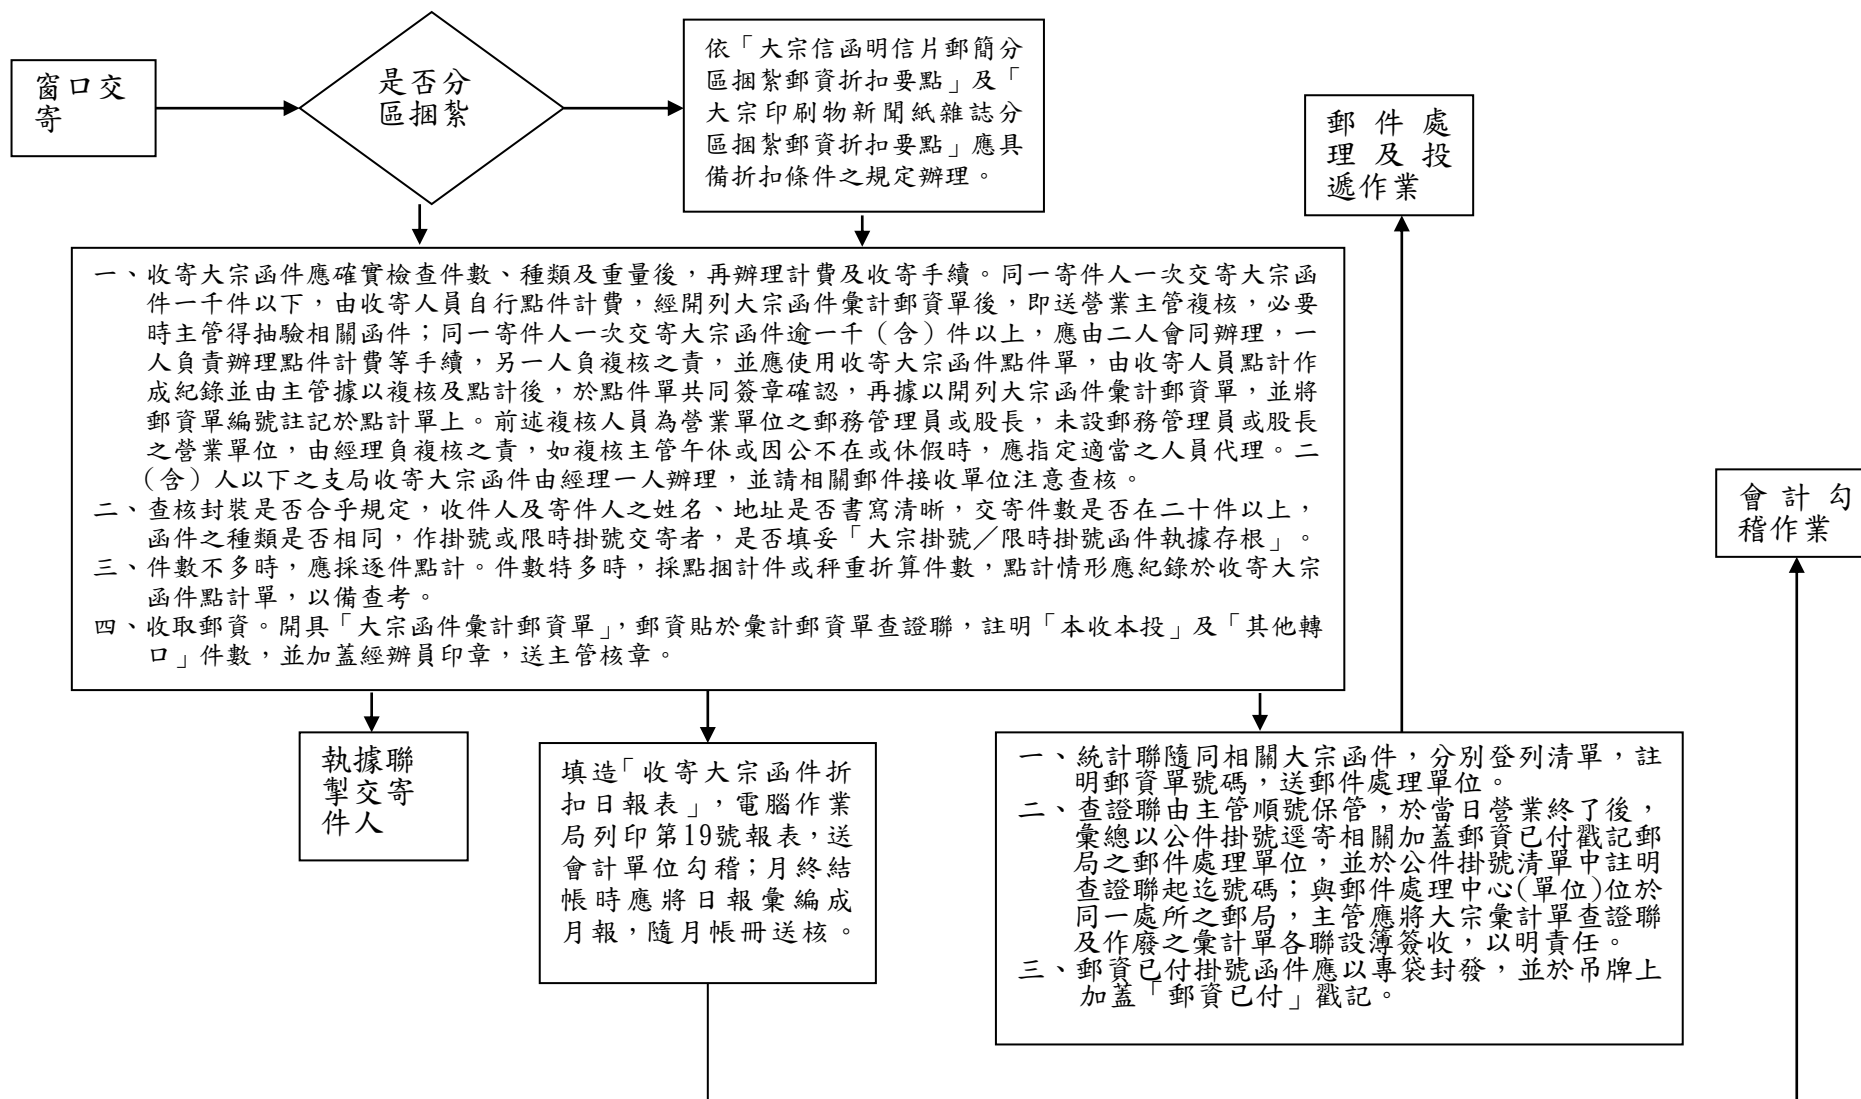 窗口交
寄
是否分
區捆紮
依「大宗信函明信片郵簡分
區捆紮郵資折扣要點」及「
大宗印刷物新聞紙雜誌分
區捆紮郵資折扣要點」應具
備折扣條件之規定辦理。
郵件處
理及投
遞作業
一、收寄大宗函件應確實檢查件數、種類及重量後，再辦理計費及收寄手續。同一寄件人一次交寄大宗函
件一千件以下，由收寄人員自行點件計費，經開列大宗函件彙計郵資單後，即送營業主管複核，必要
時主管得抽驗相關函件；同一寄件人一次交寄大宗函件逾一千（含）件以上，應由二人會同辦理，一
人負責辦理點件計費等手續，另一人負複核之責，並應使用收寄大宗函件點件單，由收寄人員點計作
成紀錄並由主管據以複核及點計後，於點件單共同簽章確認，再據以開列大宗函件彙計郵資單，並將
郵資單編號註記於點計單上。前述複核人員為營業單位之郵務管理員或股長，未設郵務管理員或股長
之營業單位，由經理負複核之責，如複核主管午休或因公不在或休假時，應指定適當之人員代理。二
（含）人以下之支局收寄大宗函件由經理一人辦理，並請相關郵件接收單位注意查核。
二、查核封裝是否合乎規定，收件人及寄件人之姓名、地址是否書寫清晰，交寄件數是否在二十件以上，
函件之種類是否相同，作掛號或限時掛號交寄者，是否填妥「大宗掛號／限時掛號函件執據存根」。
三、件數不多時，應採逐件點計。件數特多時，採點捆計件或秤重折算件數，點計情形應紀錄於收寄大宗
函件點計單，以備查考。
四、收取郵資。開具「大宗函件彙計郵資單」，郵資貼於彙計郵資單查證聯，註明「本收本投」及「其他轉
口」件數，並加蓋經辦員印章，送主管核章。
會計勾
稽作業
執據聯
掣交寄
件人
填造「收寄大宗函件折
扣日報表」，電腦作業
局列印第19號報表，送
會計單位勾稽；月終結
帳時應將日報彙編成
月報，隨月帳冊送核。
一、統計聯隨同相關大宗函件，分別登列清單，註
明郵資單號碼，送郵件處理單位。
二、查證聯由主管順號保管，於當日營業終了後，
彙總以公件掛號逕寄相關加蓋郵資已付戳記郵
局之郵件處理單位，並於公件掛號清單中註明
查證聯起迄號碼；與郵件處理中心(單位)位於
同一處所之郵局，主管應將大宗彙計單查證聯
及作廢之彙計單各聯設簿簽收，以明責任。
三、郵資已付掛號函件應以專袋封發，並於吊牌上
加蓋「郵資已付」戳記。